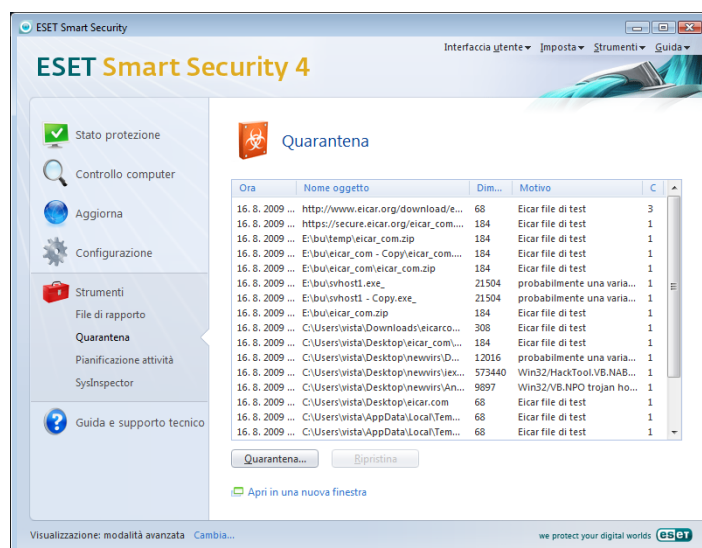 ESET Smart Security
Interfaccia utente Imposta Strumenti Guida
ESET Smart Security 4
Stato protezione
Controllo computer
Aggiorna
Configurazione
Strumenti
File di rapporto
Quarantena
Pianificazione attività
SysInspector
Guida e supporto tecnico
Quarantena
Ora Nome oggetto Dim... Motivo C
16. 8. 2009 ... http://www.eicar.org/download/e... 68 Eicar file di test 3
16. 8. 2009 ... https://secure.eicar.org/eicar_com.... 184 Eicar file di test 1
16. 8. 2009 ... E:\bu\temp\eicar_com.zip 184 Eicar file di test 1
16. 8. 2009 ... E:\bu\eicar_com - Copy\eicar_com.... 184 Eicar file di test 1
16. 8. 2009 ... E:\bu\eicar_com\eicar_com.zip 184 Eicar file di test 1
16. 8. 2009 ... E:\bu\svhost1.exe_ 21504 probabilmente una varia... 1
16. 8. 2009 ... E:\bu\svhost1 - Copy.exe_ 21504 probabilmente una varia... 1
16. 8. 2009 ... E:\bu\eicar_com.zip 184 Eicar file di test 1
16. 8. 2009 ... C:\Users\vista\Downloads\eicarco... 308 Eicar file di test 1
16. 8. 2009 ... C:\Users\vista\Desktop\eicar_com\... 184 Eicar file di test 1
16. 8. 2009 ... C:\Users\vista\Desktop\newvirs\D... 12016 probabilmente una varia... 1
16. 8. 2009 ... C:\Users\vista\Desktop\newvirs\iex... 573440 Win32/HackTool.VB.NAB... 1
16. 8. 2009 ... C:\Users\vista\Desktop\newvirs\An... 9897 Win32/VB.NPO trojan ho... 1
16. 8. 2009 ... C:\Users\vista\Desktop\eicar.com 68 Eicar file di test 1
16. 8. 2009 ... C:\Users\vista\AppData\Local\Tem... 68 Eicar file di test 1
16. 8. 2009 ... C:\Users\vista\AppData\Local\Tem... 68 Eicar file di test 1
Quarantena... Ripristina
Apri in una nuova finestra
Visualizzazione: modalità avanzata Cambia...
we protect your digital worlds eset